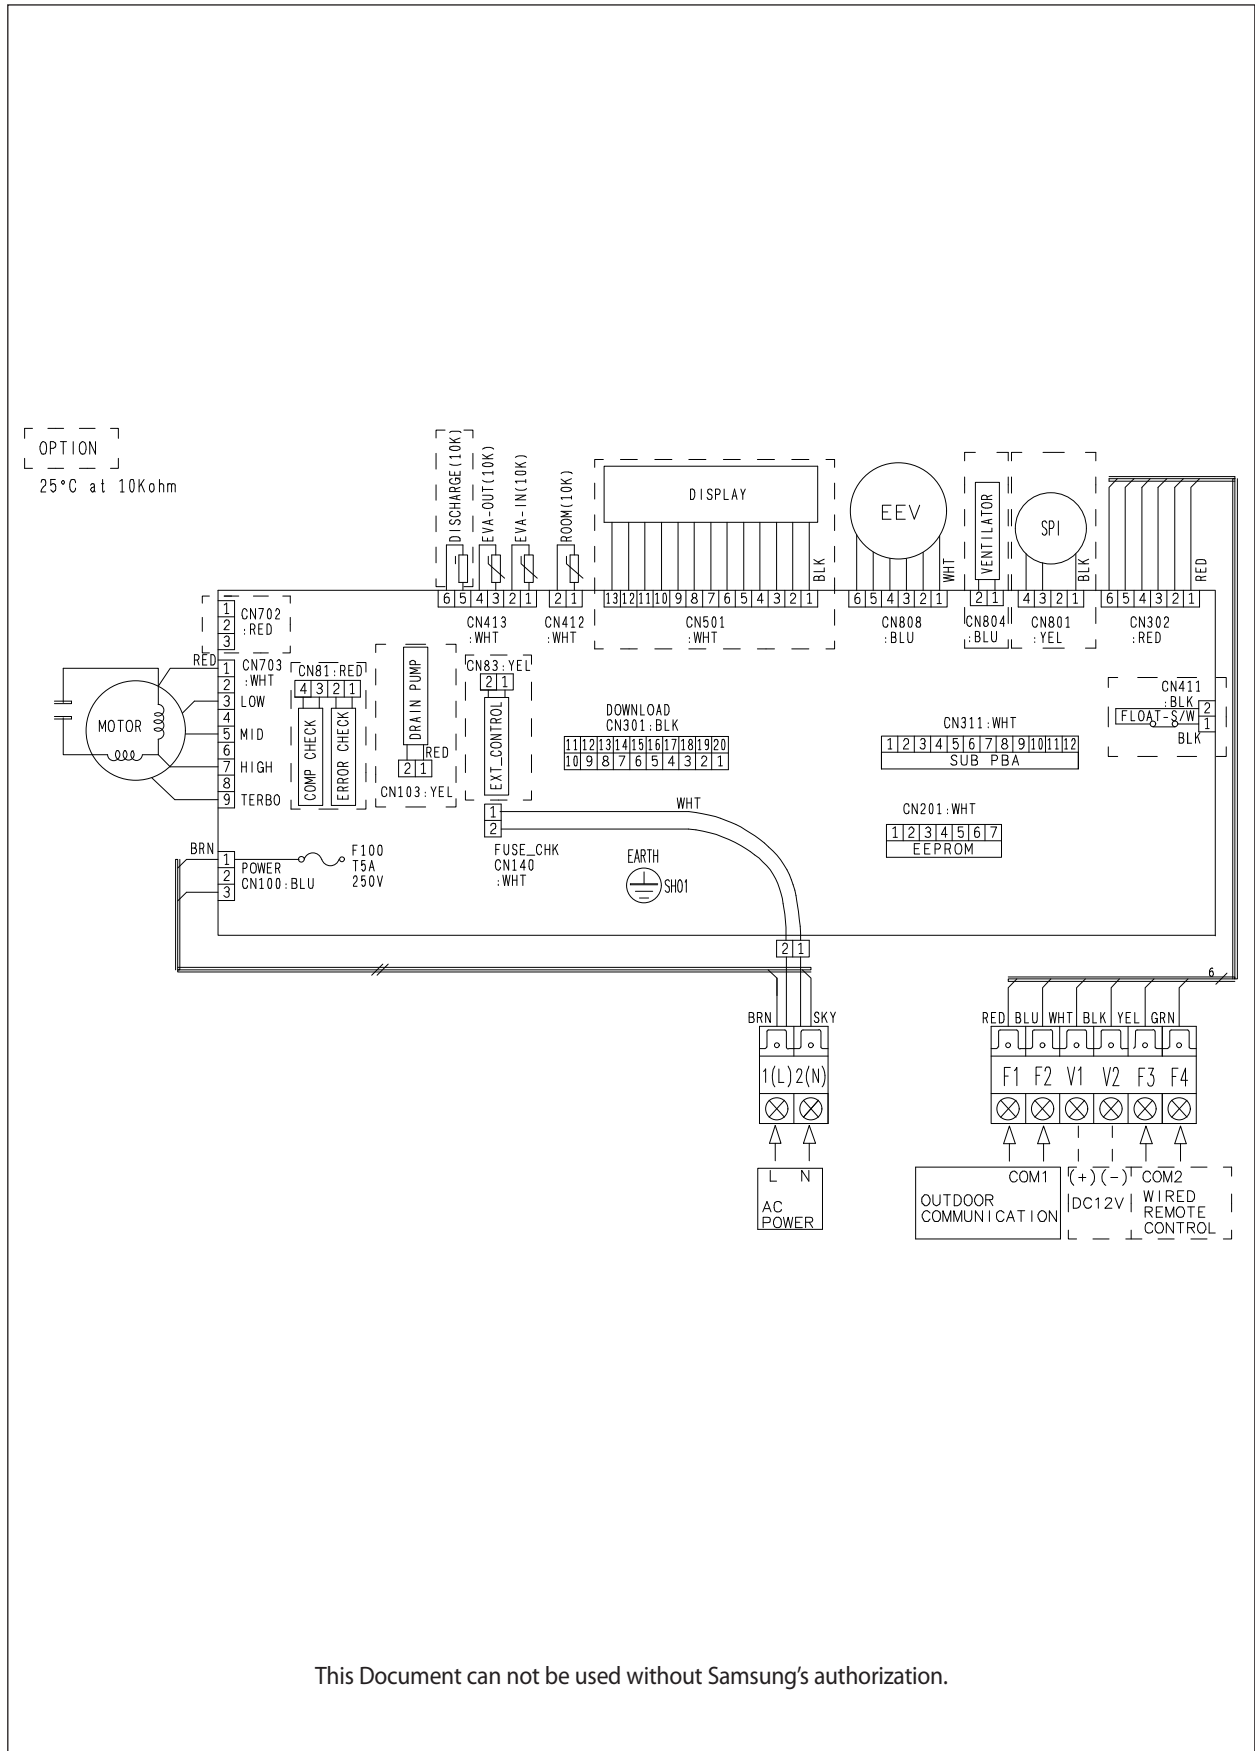 OPTION
25°C at 10Kohm
DISCHARGE(10K)
EVA-OUT(10K)
EVA-IN(10K)
ROOM(10K)
DISPLAY
BLK
EEV
WHT
VENTILATOR
SPI
BLK
RED
6 5 4 3 2 1
2 1
13 12 11 10 9 8 7 6 5 4 3 2 1
6 5 4 3 2 1
2 1
4 3 2 1
6 5 4 3 2 1
CN413
:WHT
CN412
:WHT
CN501
:WHT
CN808
:BLU
CN804
:BLU
CN801
:YEL
CN302
:RED
1
2
3
CN702
:RED
RED
CN703
:WHT
1
2
3 LOW
4
5 MID
6
7 HIGH
8
9 TERBO
MOTOR
CN81:RED
4 3 2 1
COMP CHECK
ERROR CHECK
DRAIN PUMP
RED
2 1
CN103:YEL
CN83:YEL
2 1
EXT_CONTROL
DOWNLOAD
CN301:BLK
11 12 13 14 15 16 17 18 19 20
10 9 8 7 6 5 4 3 2 1
CN311:WHT
1 2 3 4 5 6 7 8 9 10 11 12
SUB PBA
CN411
:BLK
FLOAT-S/W
2
1
BLK
CN201:WHT
1 2 3 4 5 6 7
EEPROM
1
2
WHT
FUSE_CHK
CN140
:WHT
EARTH
SH01
BRN
1
2
3
POWER
CN100:BLU
F100
T5A
250V
2 1
6
BRN SKY
1(L) 2(N)
L N
AC
POWER
RED BLU WHT BLK YEL GRN
F1 F2 V1 V2 F3 F4
COM1
OUTDOOR
COMMUNICATION
(+) (-)
DC12V
COM2
WIRED
REMOTE
CONTROL
This Document can not be used without Samsung's authorization.